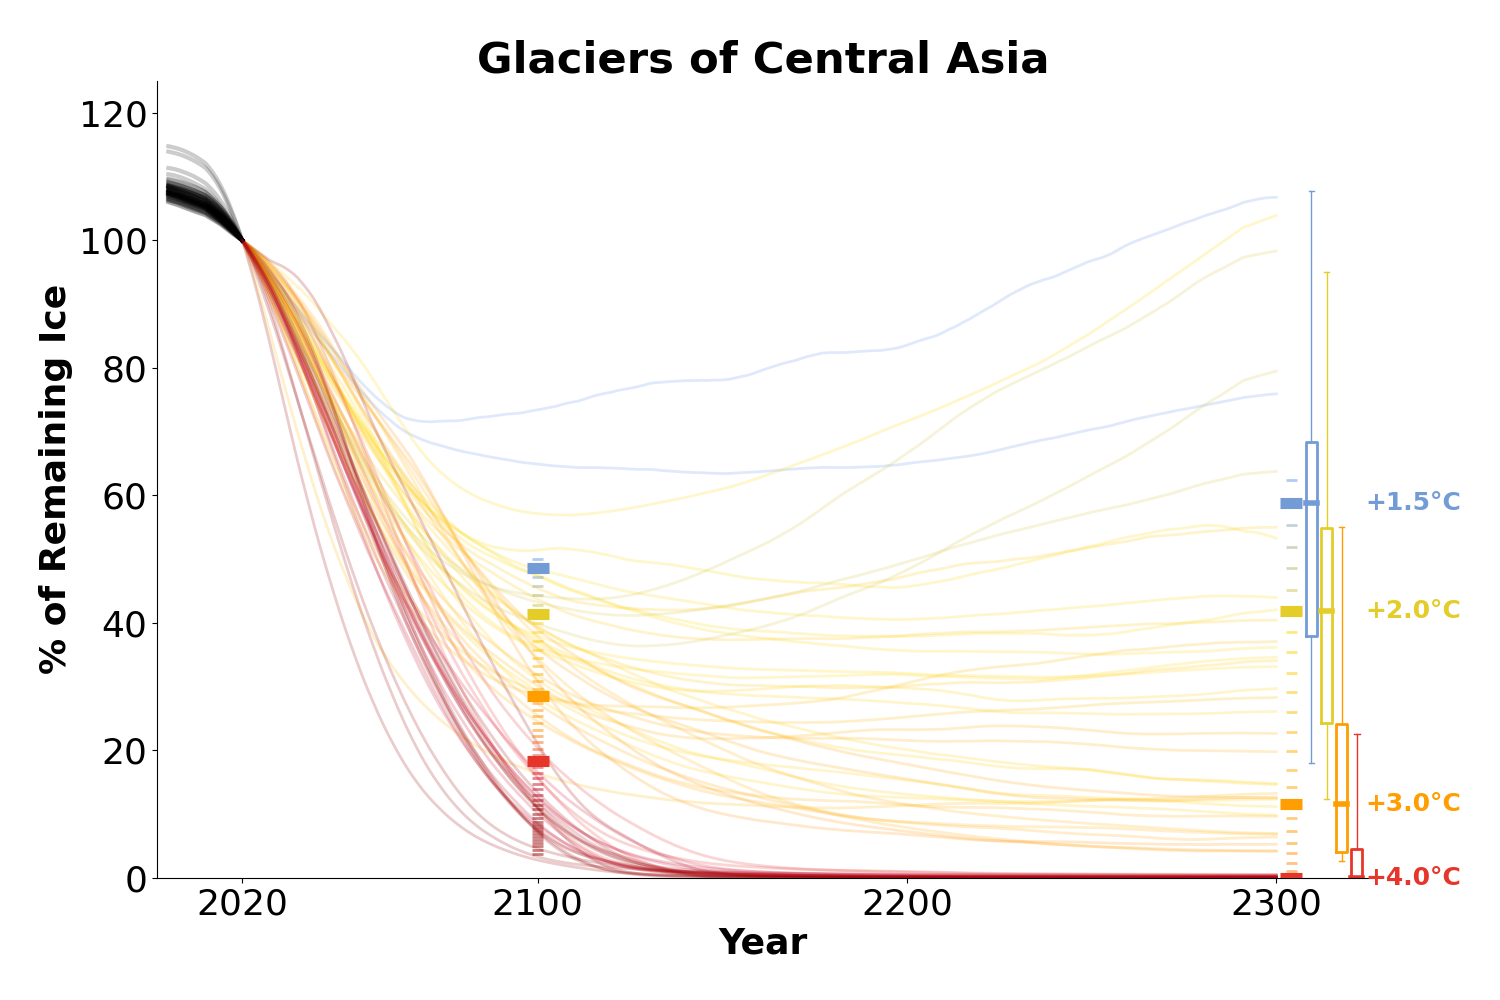 Glaciers of Central Asia
% of Remaining Ice
120
100
80
60
40
20
0
+1.5°C
+2.0°C
+3.0°C
+4.0°C
2020
2100
2200
2300
Year